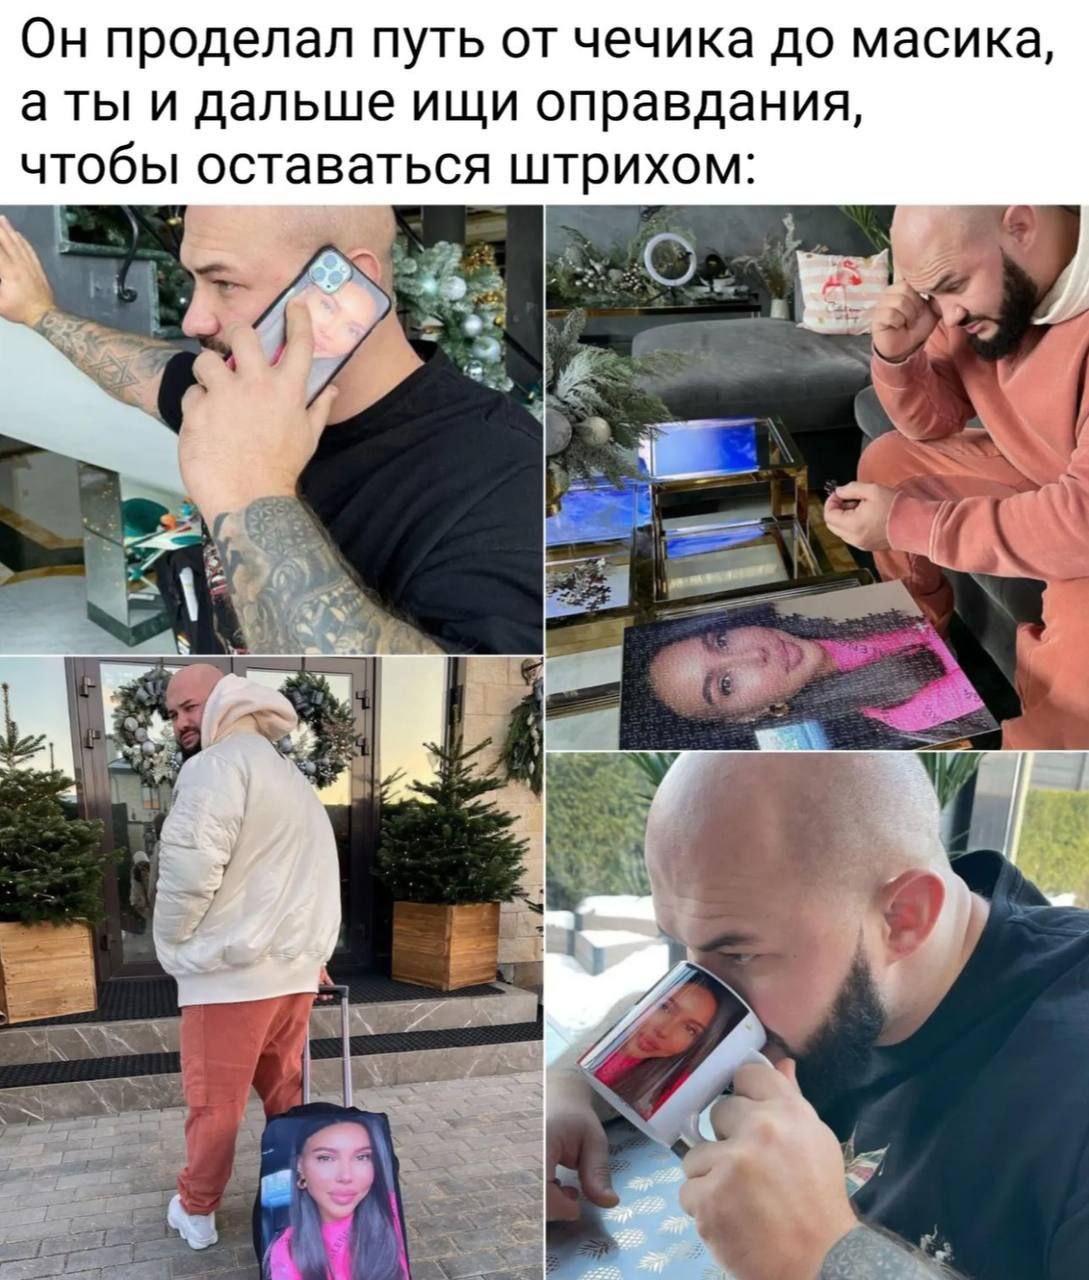 Он проделал путь от чечика до масика,
а ты и дальше ищи оправдания,
чтобы оставаться штрихом: